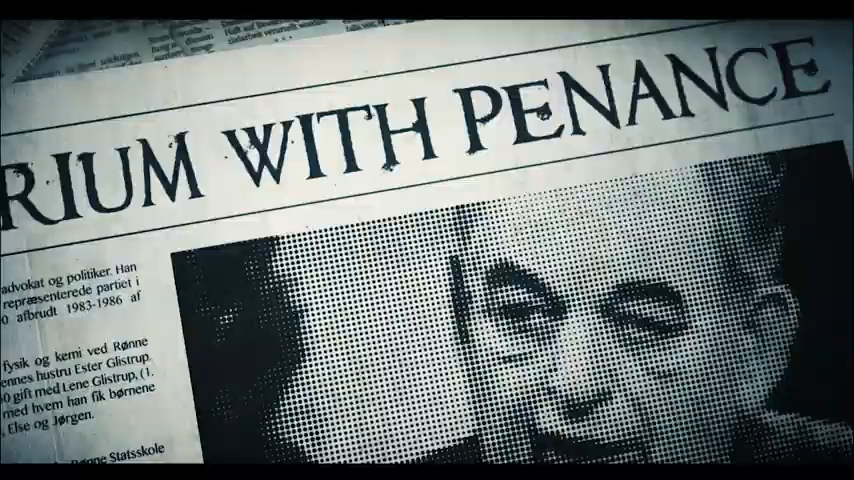 RIUM WITH PENANCE
advokat og politiker. Han
repræsenterede partiet i
0 afbrudt 1983-1986 af
fysik og kemi ved Rønne
ennes hustru Ester Glistrup.
0 gift med Lene Glistrup, (1.
med hvem han fik børnene
, Else og Jørgen.
Rønne Statsskole